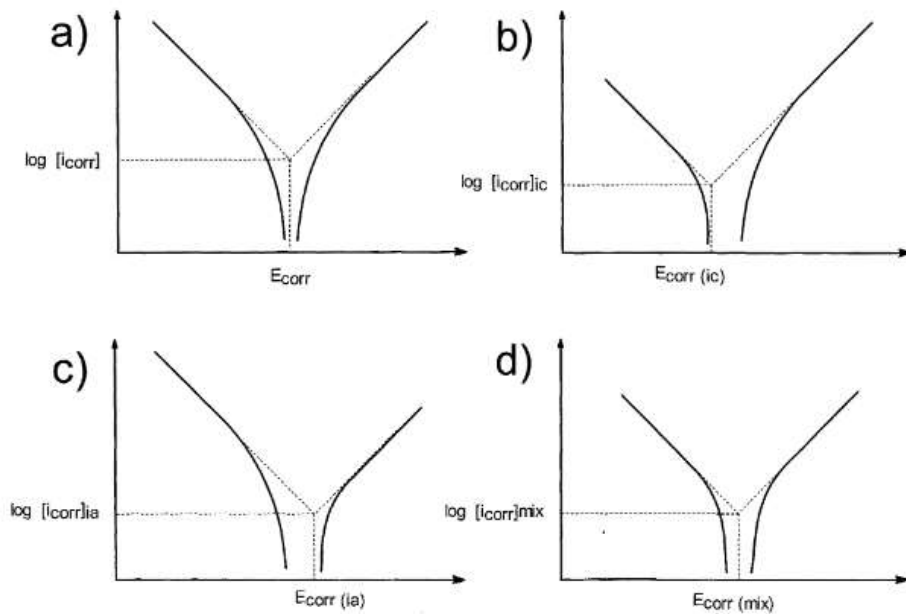 a)
log [icorr]
Ecorr
b)
log [icorr]ic
Ecorr (ic)
c)
log [icorr]ia
Ecorr (ia)
d)
log [icorr]mix
Ecorr (mix)